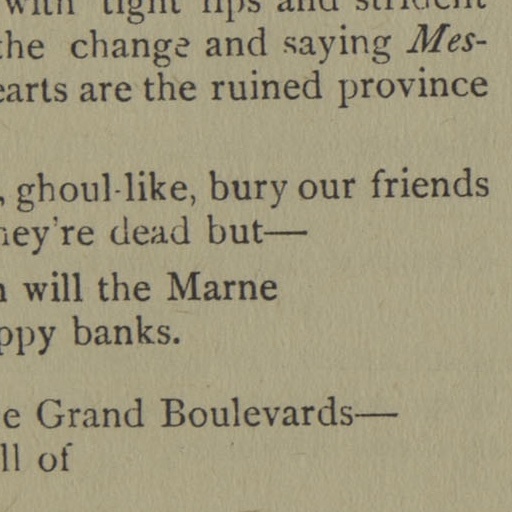 with tight lips and strident
the change and saying Mes-
earts are the ruined province
, ghoul-like, bury our friends
ey're dead but—
will the Marne
ppy banks.
e Grand Boulevards—
ll of